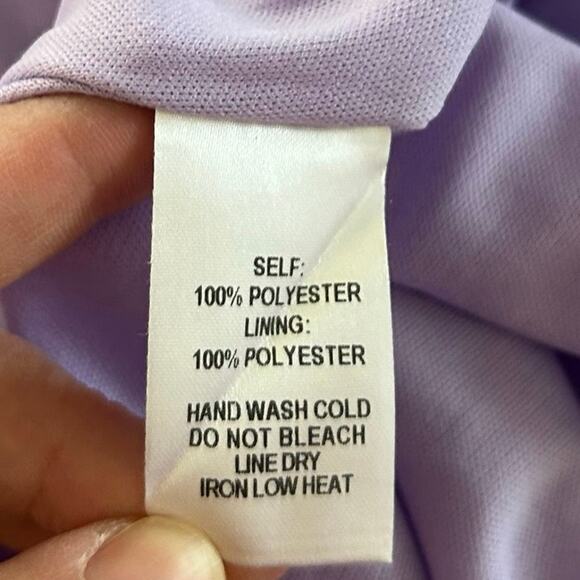 SELF:
100% POLYESTER
LINING:
100% POLYESTER
HAND WASH COLD
DO NOT BLEACH
LINE DRY
IRON LOW HEAT